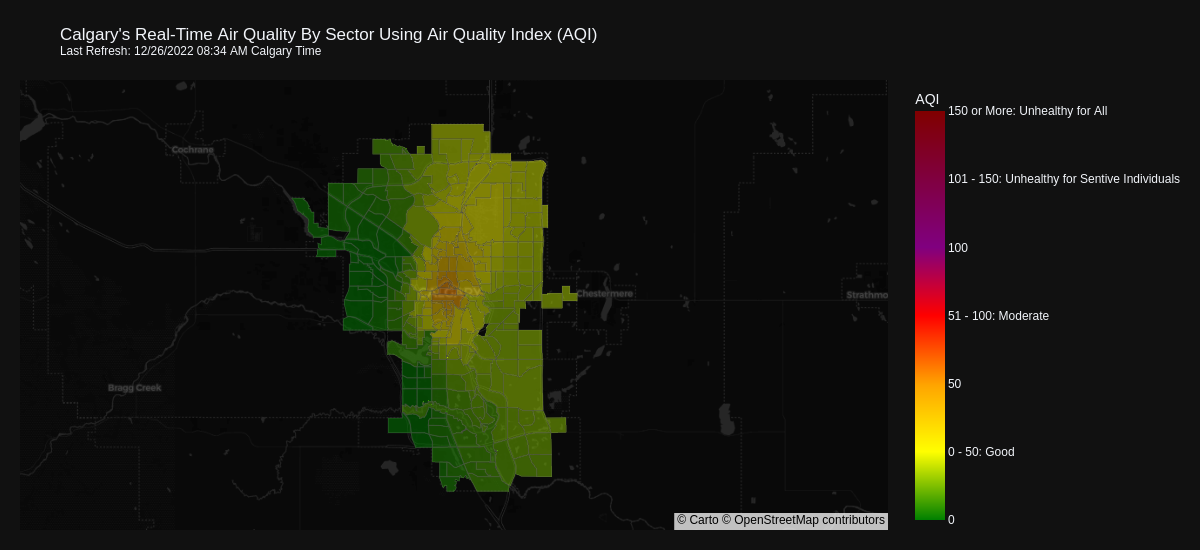 Calgary's Real-Time Air Quality By Sector Using Air Quality Index (AQI)
Last Refresh: 12/26/2022 08:34 AM Calgary Time
AQI
150 or More: Unhealthy for All
Cochrane
101 - 150: Unhealthy for Sentive Individuals
100
Chestermere
Strathmo
51 - 100: Moderate
50
Bragg Creek
0 - 50: Good
0
© Carto © OpenStreetMap contributors